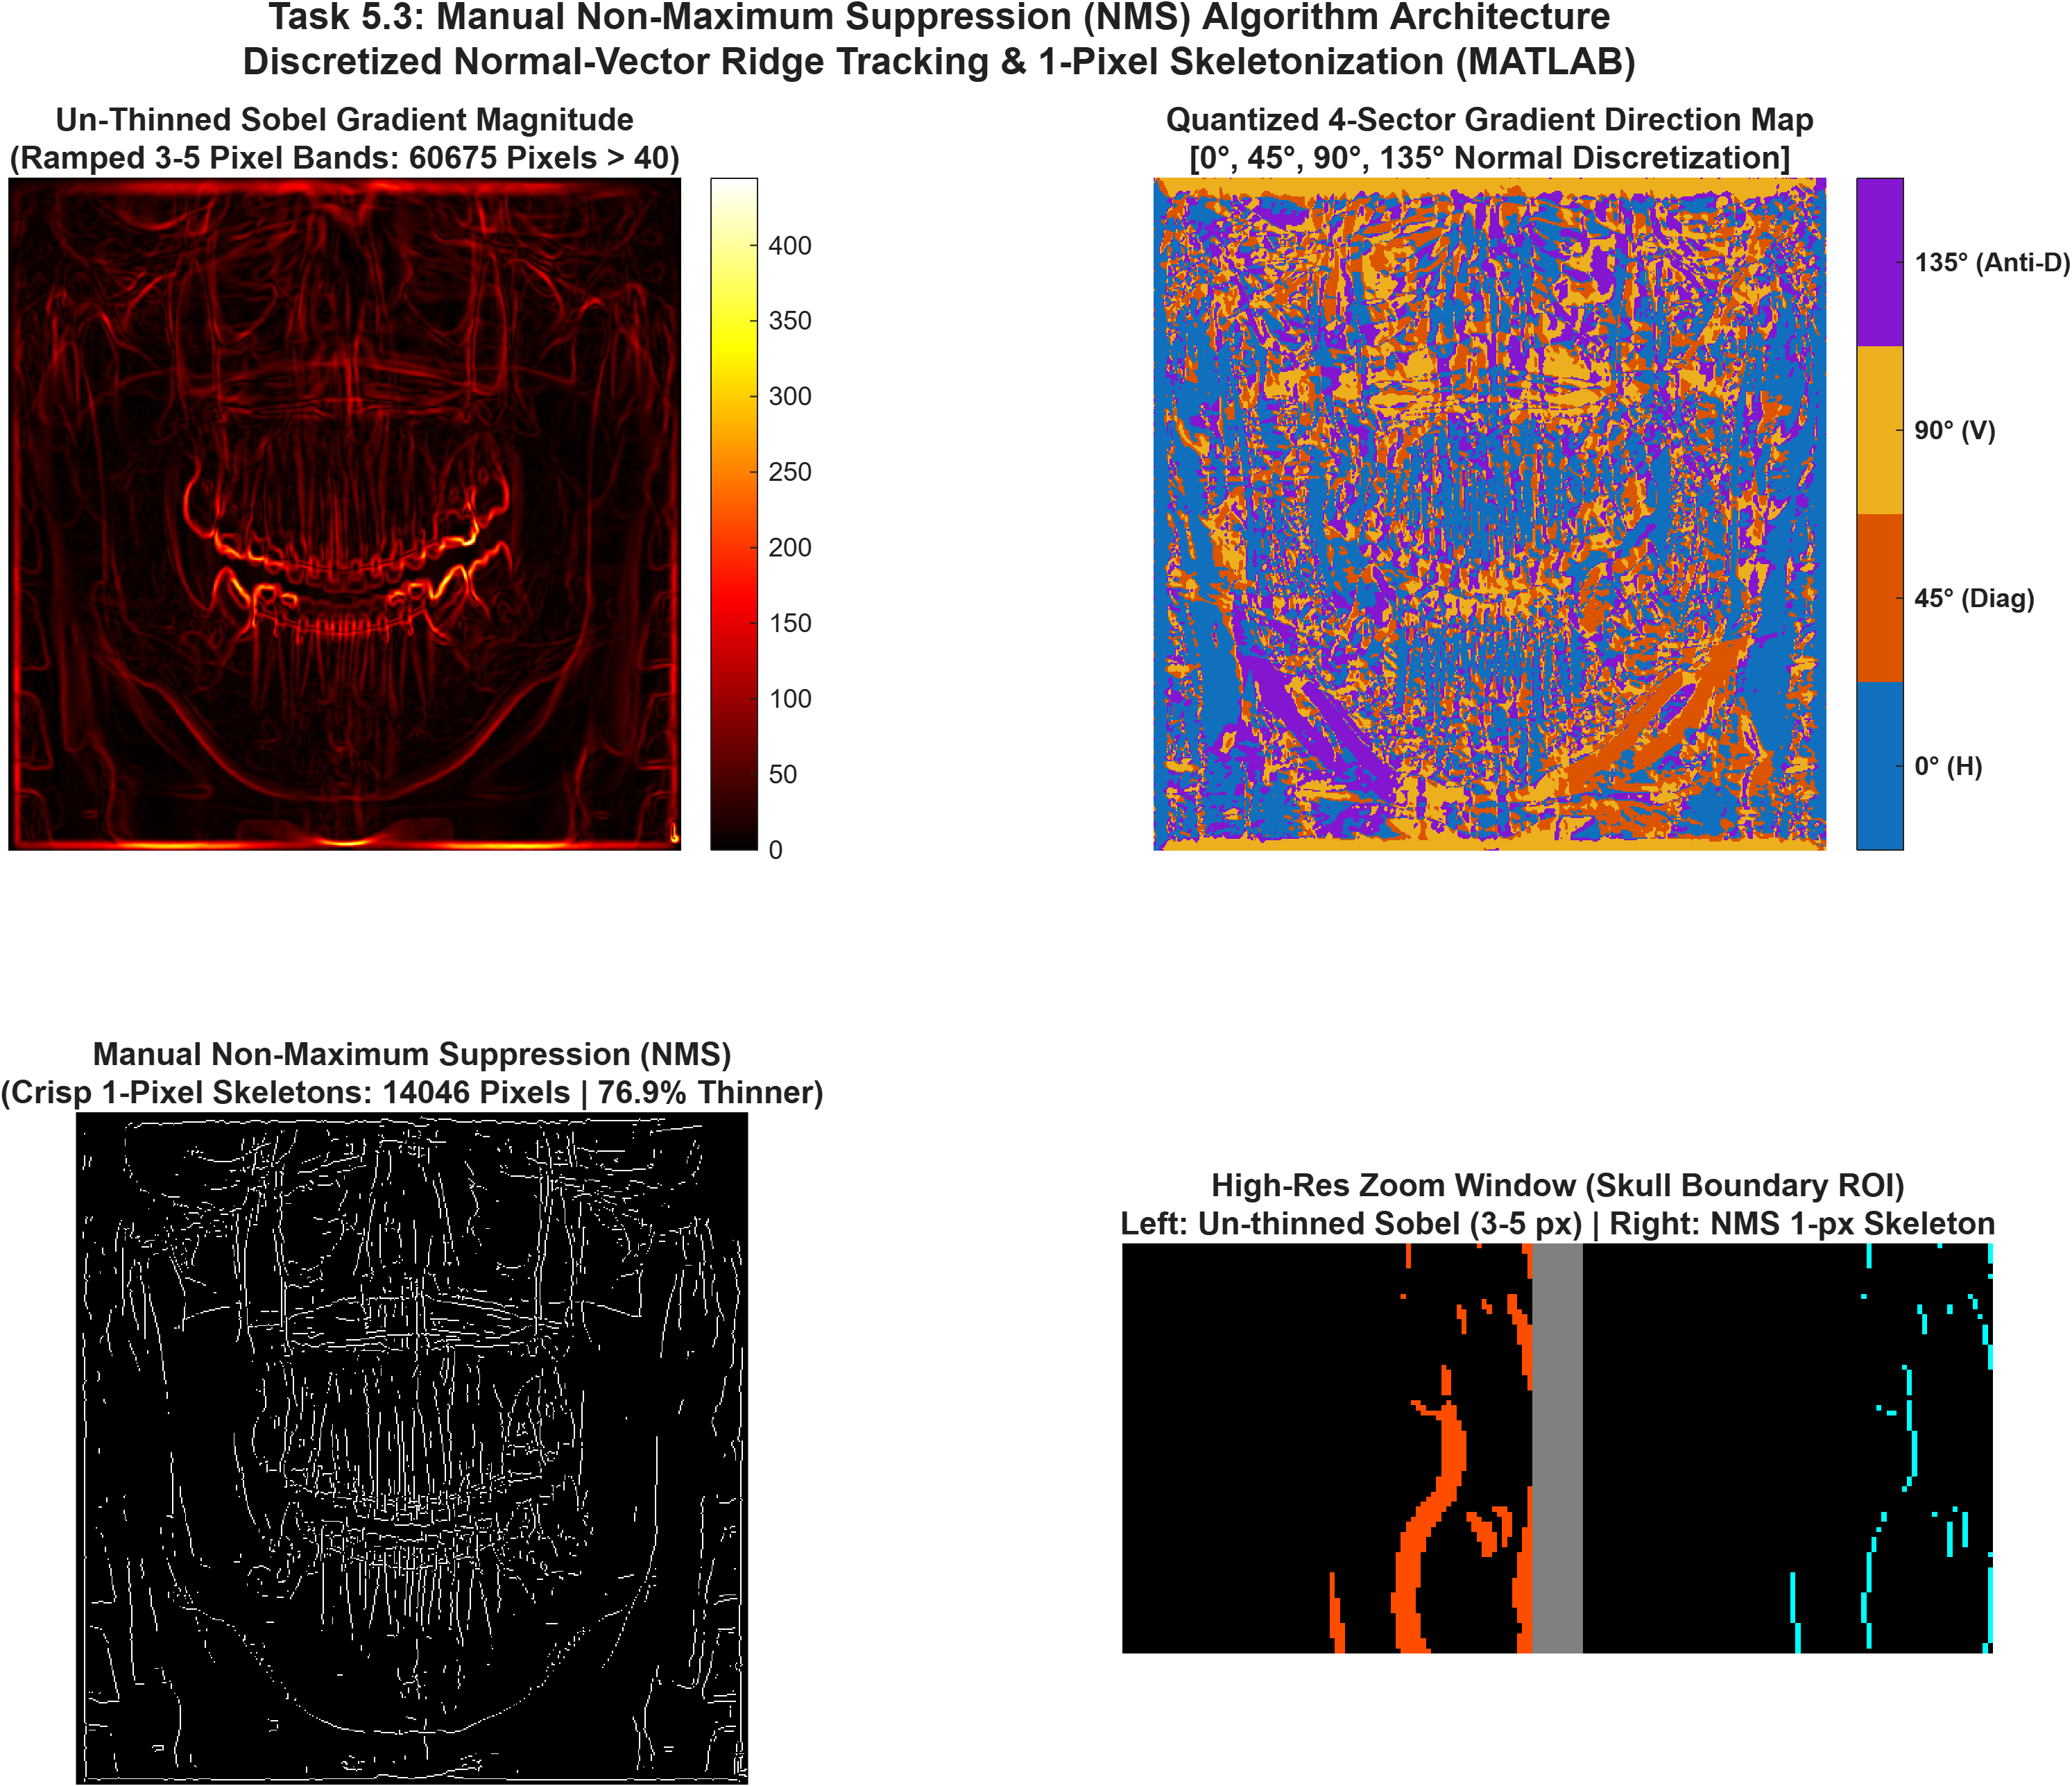 Task 5.3: Manual Non-Maximum Suppression (NMS) Algorithm Architecture
Discretized Normal-Vector Ridge Tracking & 1-Pixel Skeletonization (MATLAB)
Un-Thinned Sobel Gradient Magnitude
(Ramped 3-5 Pixel Bands: 60675 Pixels > 40)
400
350
300
250
200
150
100
50
0
Quantized 4-Sector Gradient Direction Map
[0°, 45°, 90°, 135° Normal Discretization]
135° (Anti-D)
90° (V)
45° (Diag)
0° (H)
Manual Non-Maximum Suppression (NMS)
(Crisp 1-Pixel Skeletons: 14046 Pixels | 76.9% Thinner)
High-Res Zoom Window (Skull Boundary ROI)
Left: Un-thinned Sobel (3-5 px) | Right: NMS 1-px Skeleton